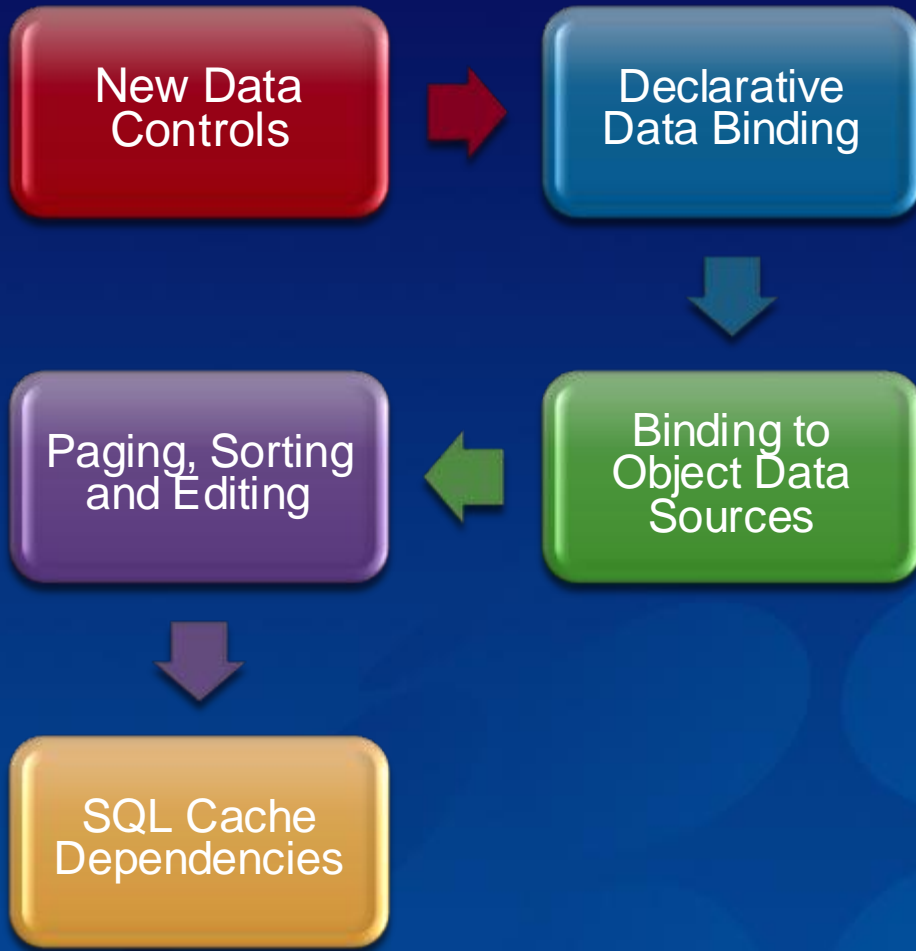 New Data
Controls
Declarative
Data Binding
Binding to
Object Data
Sources
Paging, Sorting
and Editing
SQL Cache
Dependencies